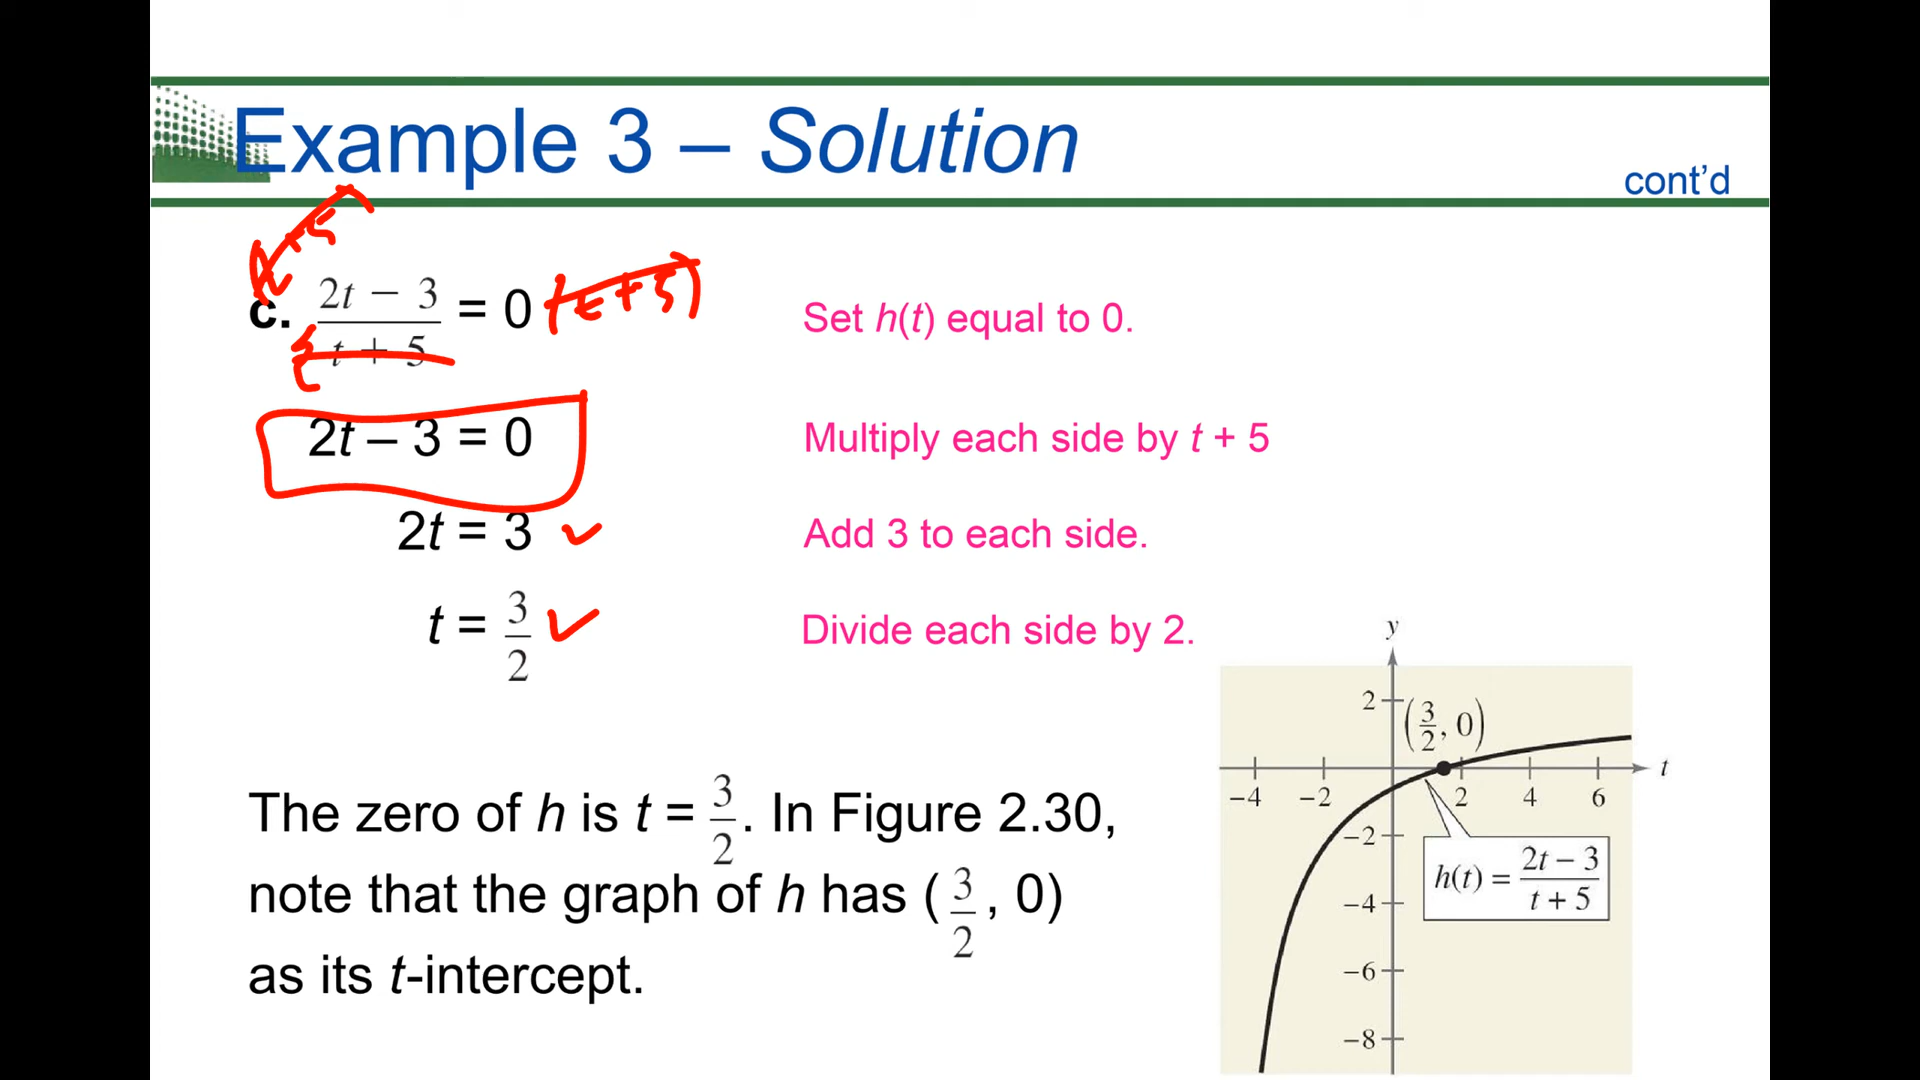 Example 3 – Solution
cont'd
(t+5)
c. (2t − 3)/(t + 5) = 0 (t+5)
Set h(t) equal to 0.
2t – 3 = 0
Multiply each side by t + 5
2t = 3 ✓
Add 3 to each side.
t = 3/2 ✓
Divide each side by 2.
The zero of h is t = 3/2. In Figure 2.30,
note that the graph of h has (3/2, 0)
as its t-intercept.
y
2
(3/2, 0)
t
−4 −2 2 4 6
−2
h(t) = (2t − 3)/(t + 5)
−4
−6
−8